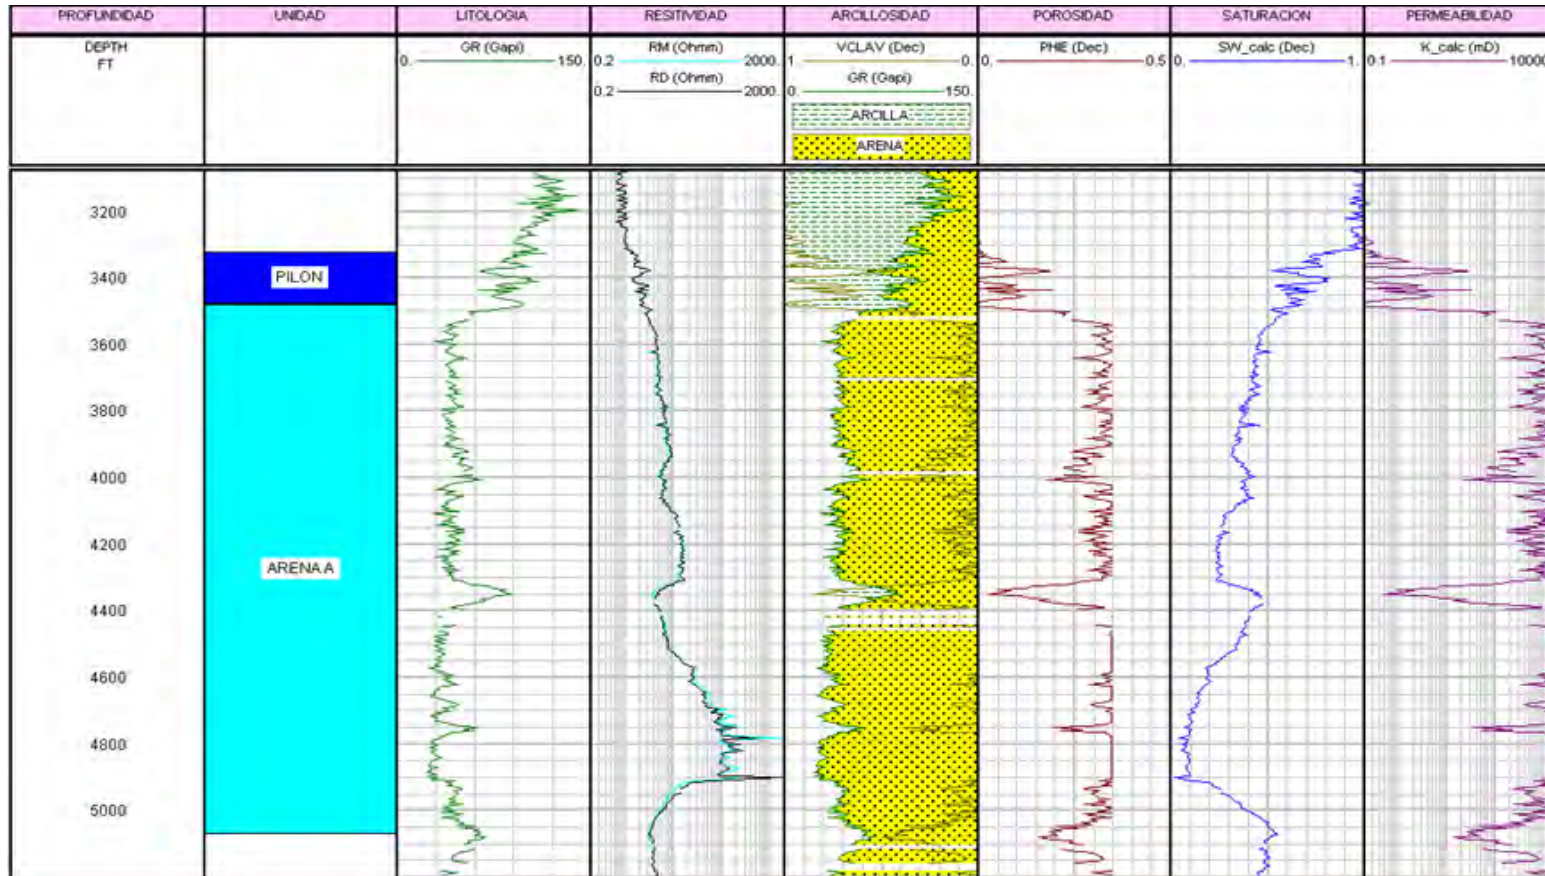 PROFUNDIDAD UNIDAD LITOLOGIA RESITIVIDAD ARCILLOSIDAD POROSIDAD SATURACION PERMEABILIDAD
DEPTH GR (Gapi) RM (Ohmm) VCLAV (Dec) PHIE (Dec) SW_calc (Dec) K_calc (mD)
FT 0. 150. 0.2 2000. 1. 0. 0. 0.5 0. 1. 0.1 10000
RD (Ohmm) GR (Gapi)
0.2 2000. 0. 150.
ARCILLA
ARENA
3200
PILON
3400
3600
3800
4000
4200
ARENA A
4400
4600
4800
5000